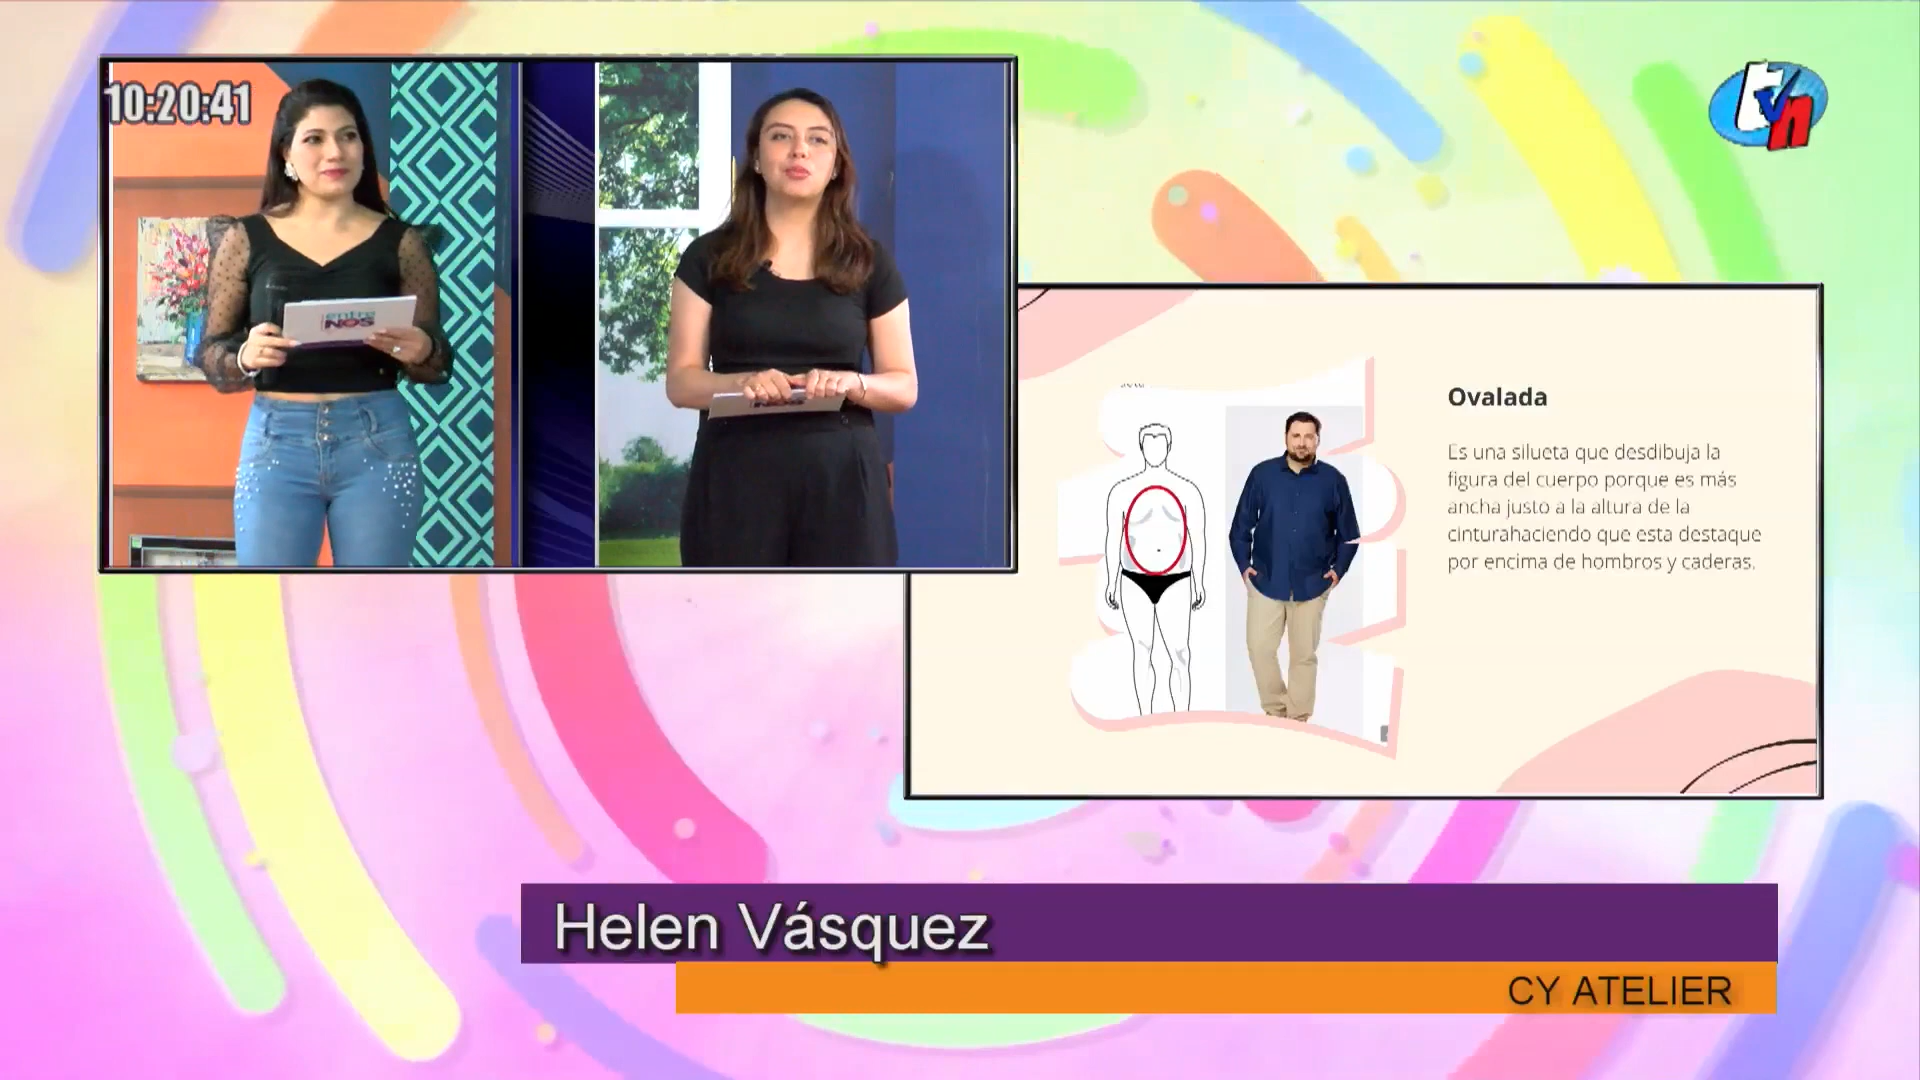 10:20:41
tvn
entre
NOS
Ovalada
Es una silueta que desdibuja la
figura del cuerpo porque es más
ancha justo a la altura de la
cinturahaciendo que esta destaque
por encima de hombros y caderas.
Helen Vásquez
CY ATELIER